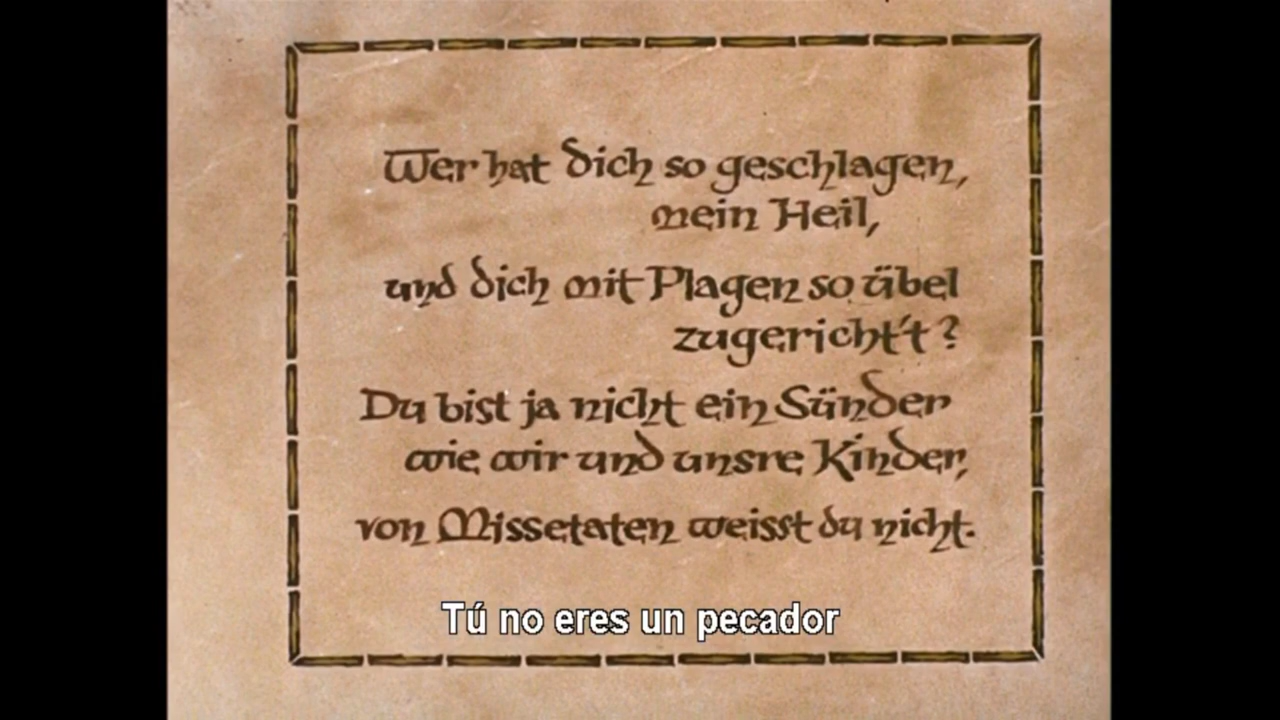 Wer hat dich so geschlagen,
mein Heil,
und dich mit Plagen so übel
zugericht't?
Du bist ja nicht ein Sünder
wie wir und unsre Kinder,
von Missetaten weisst du nicht.
Tú no eres un pecador